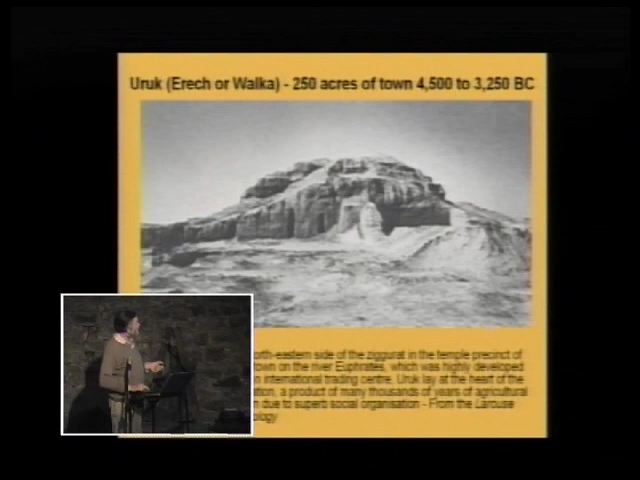 Uruk (Erech or Walka) - 250 acres of town 4,500 to 3,250 BC
orth-eastern side of the ziggurat in the temple precinct of
town on the river Euphrates, which was highly developed
n international trading centre. Uruk lay at the heart of the
ation, a product of many thousands of years of agricultural
n due to superb social organisation - From the Larouse
ology